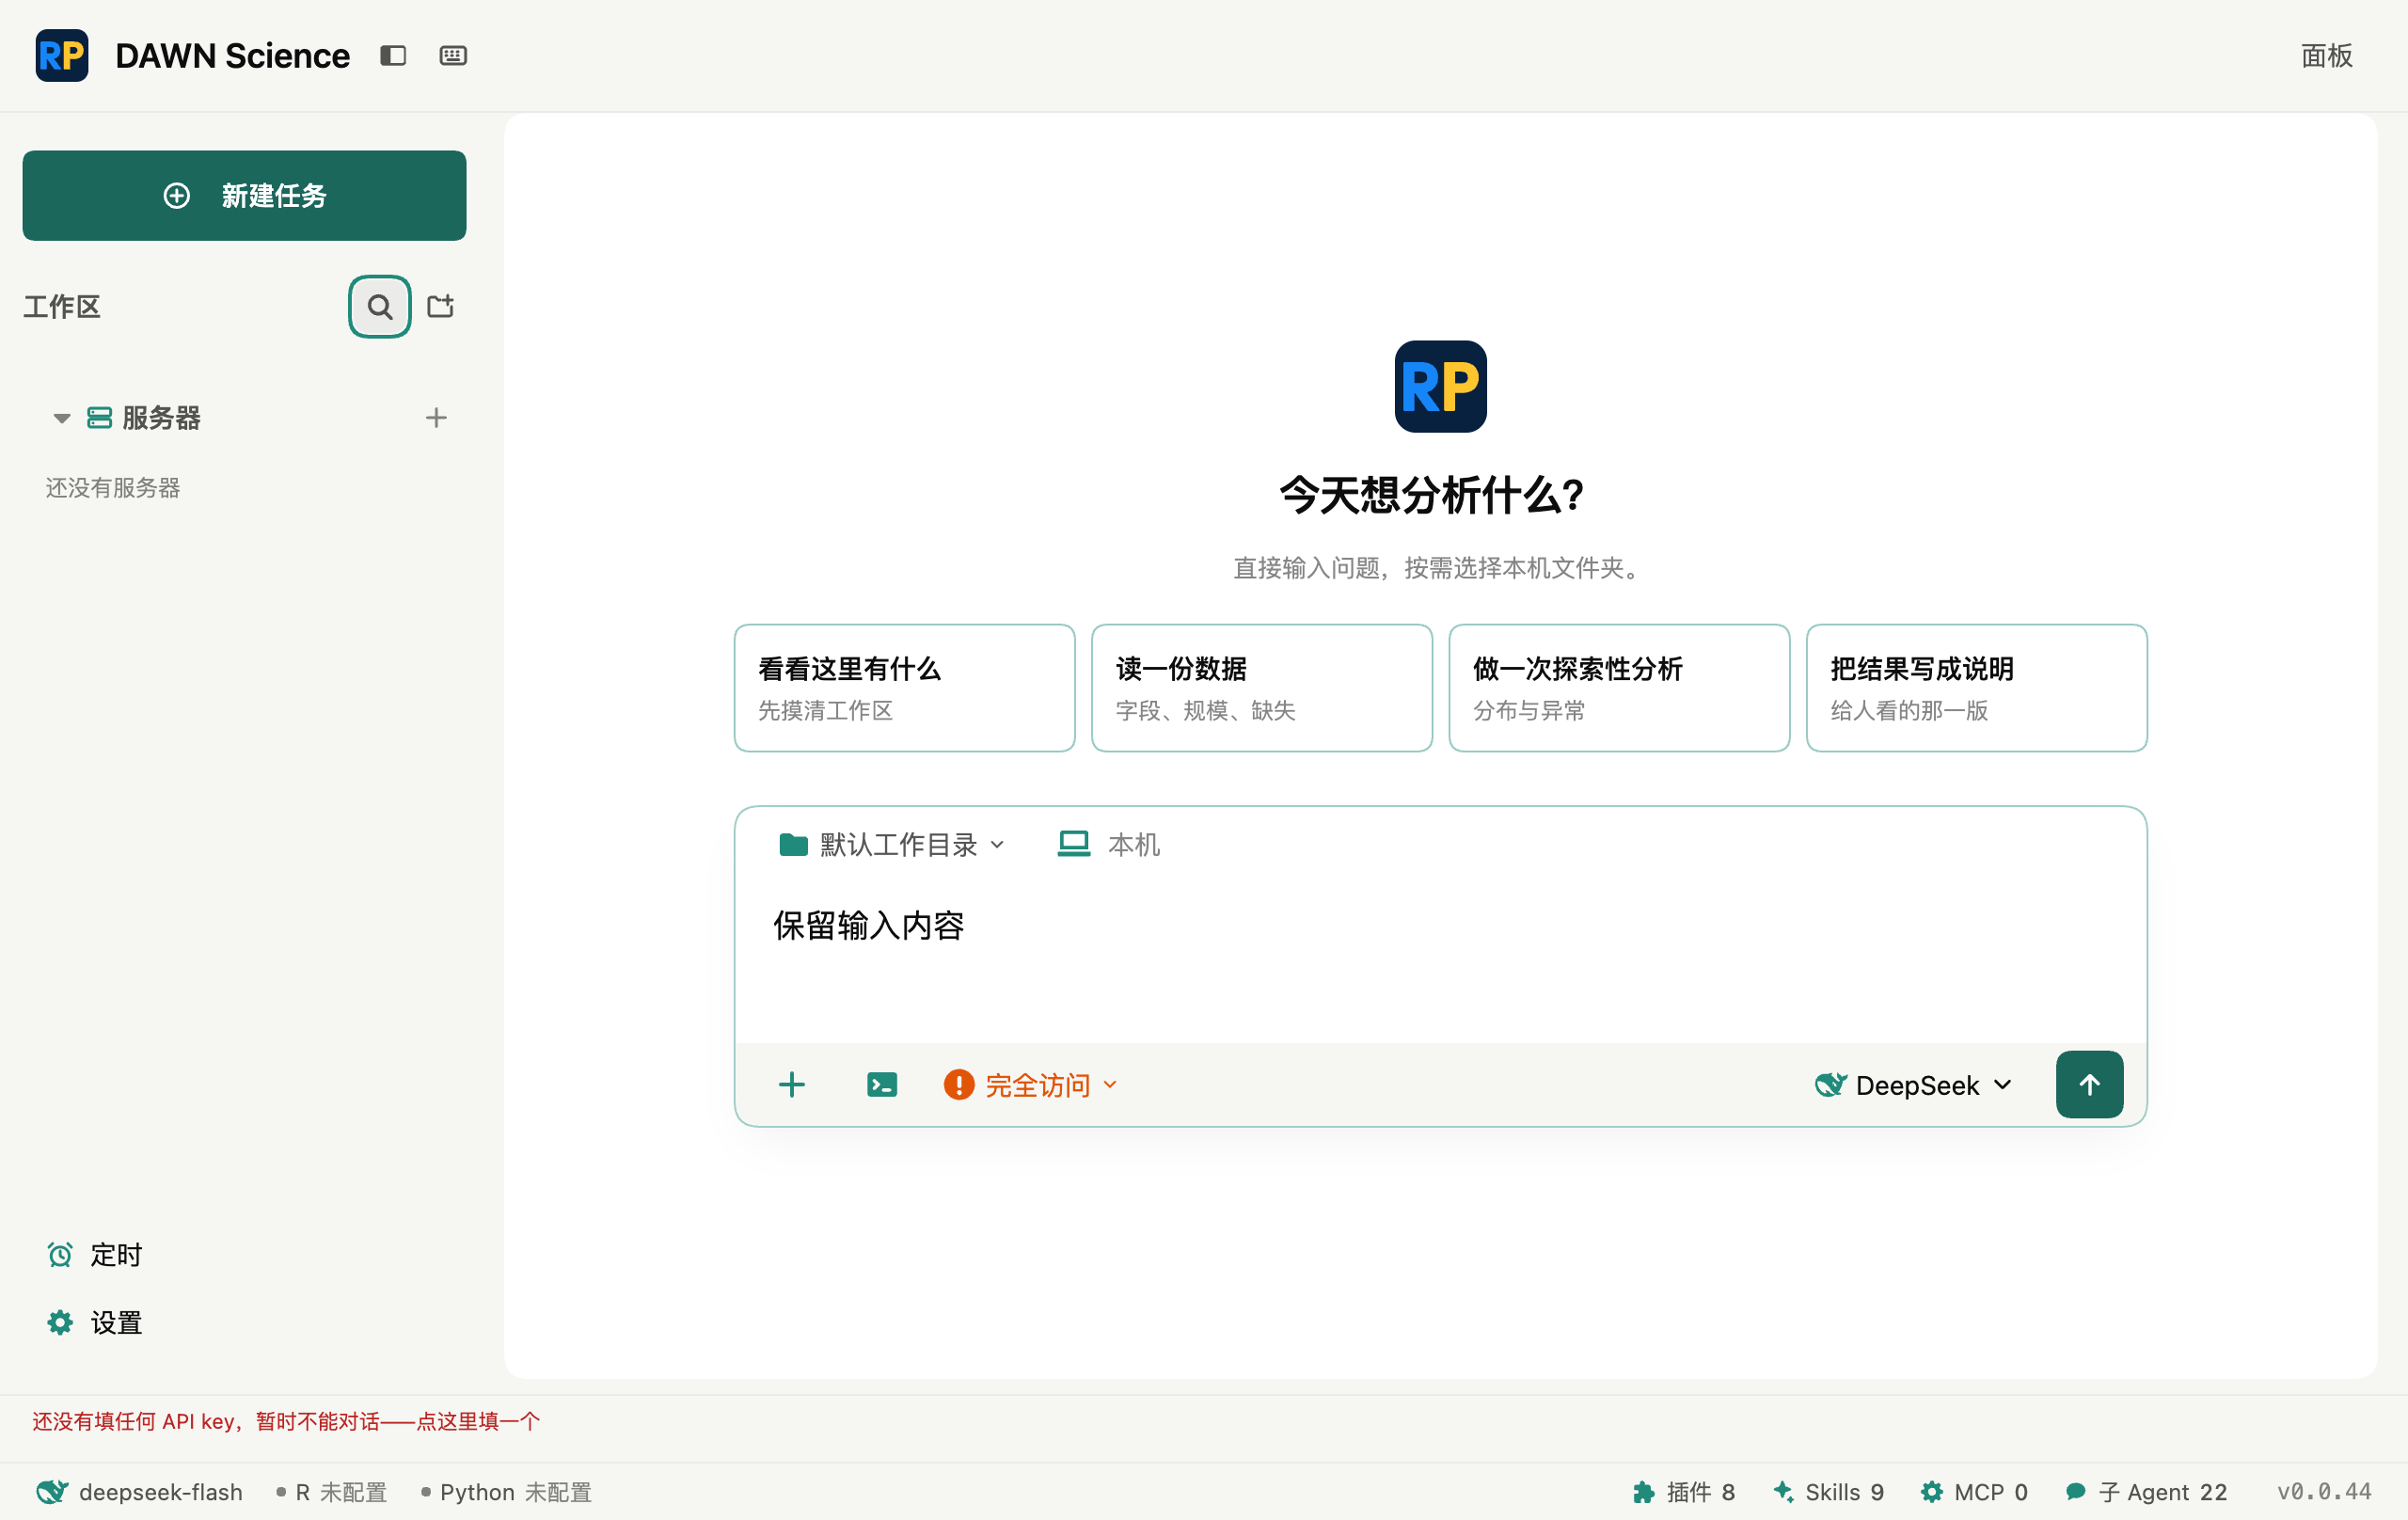 RP DAWN Science
面板
新建任务
工作区
服务器
还没有服务器
定时
设置
RP
今天想分析什么？
直接输入问题，按需选择本机文件夹。
看看这里有什么
先摸清工作区
读一份数据
字段、规模、缺失
做一次探索性分析
分布与异常
把结果写成说明
给人看的那一版
默认工作目录 本机
保留输入内容
完全访问 DeepSeek
还没有填任何 API key，暂时不能对话——点这里填一个
deepseek-flash R 未配置 Python 未配置 插件 8 Skills 9 MCP 0 子 Agent 22 v0.0.44